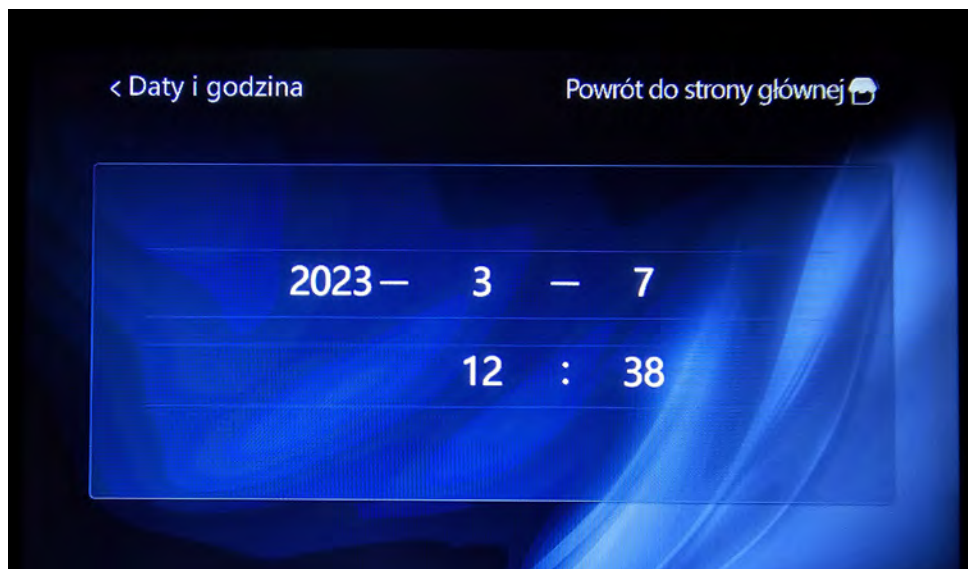 < Daty i godzina
Powrót do strony głównej
2023 — 3 — 7
12 : 38